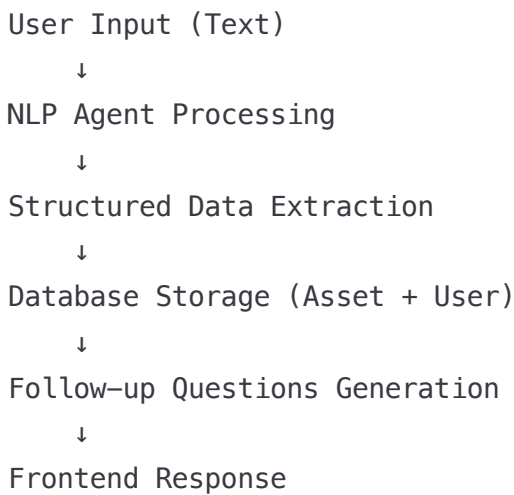 User Input (Text)
↓
NLP Agent Processing
↓
Structured Data Extraction
↓
Database Storage (Asset + User)
↓
Follow-up Questions Generation
↓
Frontend Response